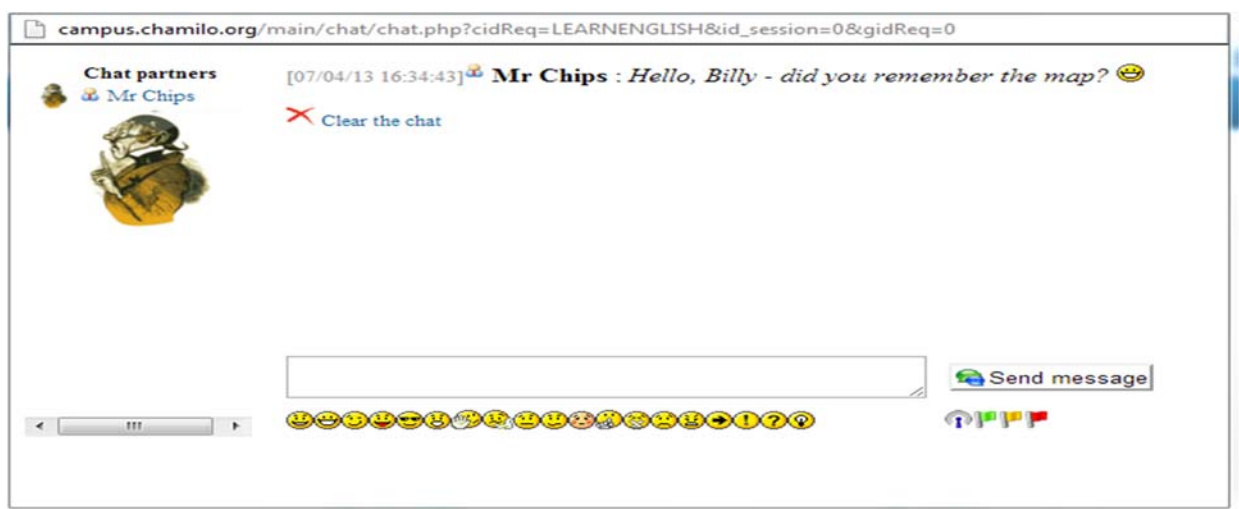 campus.chamilo.org/main/chat/chat.php?cidReq=LEARNENGLISH&id_session=0&gidReq=0
Chat partners
Mr Chips
[07/04/13 16:34:43] Mr Chips : Hello, Billy - did you remember the map?
Clear the chat
Send message